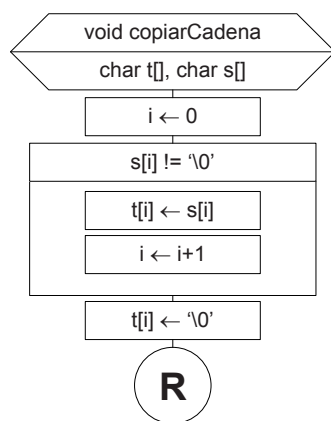 void copiarCadena
char t[], char s[]
i ← 0
s[i] != ‘\0’
t[i] ← s[i]
i ← i+1
t[i] ← ‘\0’
R